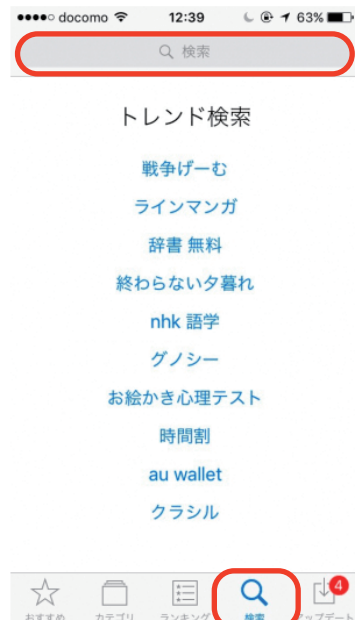 docomo 12:39 63%
検索
トレンド検索
戦争げーむ
ラインマンガ
辞書 無料
終わらない夕暮れ
nhk 語学
グノシー
お絵かき心理テスト
時間割
au wallet
クラシル
4
おすすめ カテゴリ ランキング 検索 アップデート